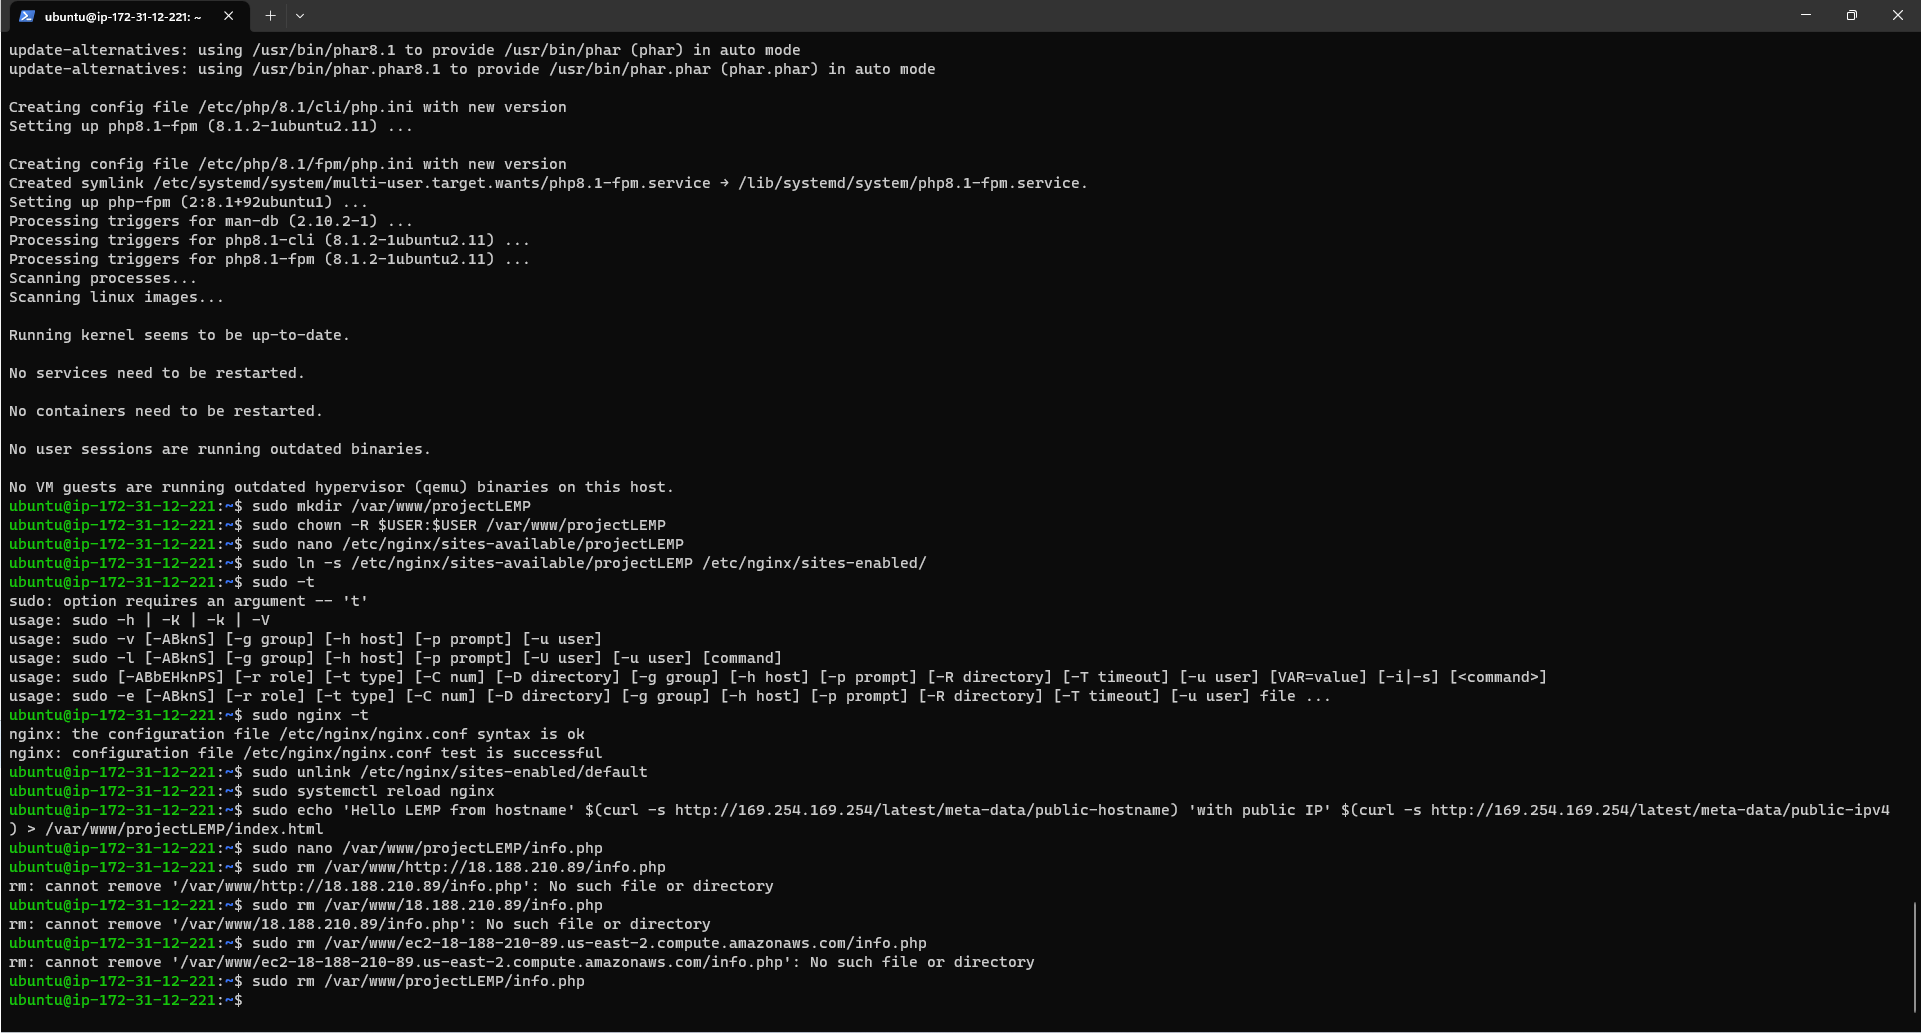 ubuntu@ip-172-31-12-221: ~
update-alternatives: using /usr/bin/phar8.1 to provide /usr/bin/phar (phar) in auto mode
update-alternatives: using /usr/bin/phar.phar8.1 to provide /usr/bin/phar.phar (phar.phar) in auto mode
Creating config file /etc/php/8.1/cli/php.ini with new version
Setting up php8.1-fpm (8.1.2-1ubuntu2.11) ...
Creating config file /etc/php/8.1/fpm/php.ini with new version
Created symlink /etc/systemd/system/multi-user.target.wants/php8.1-fpm.service → /lib/systemd/system/php8.1-fpm.service.
Setting up php-fpm (2:8.1+92ubuntu1) ...
Processing triggers for man-db (2.10.2-1) ...
Processing triggers for php8.1-cli (8.1.2-1ubuntu2.11) ...
Processing triggers for php8.1-fpm (8.1.2-1ubuntu2.11) ...
Scanning processes...
Scanning linux images...
Running kernel seems to be up-to-date.
No services need to be restarted.
No containers need to be restarted.
No user sessions are running outdated binaries.
No VM guests are running outdated hypervisor (qemu) binaries on this host.
ubuntu@ip-172-31-12-221:~$ sudo mkdir /var/www/projectLEMP
ubuntu@ip-172-31-12-221:~$ sudo chown -R $USER:$USER /var/www/projectLEMP
ubuntu@ip-172-31-12-221:~$ sudo nano /etc/nginx/sites-available/projectLEMP
ubuntu@ip-172-31-12-221:~$ sudo ln -s /etc/nginx/sites-available/projectLEMP /etc/nginx/sites-enabled/
ubuntu@ip-172-31-12-221:~$ sudo -t
sudo: option requires an argument -- 't'
usage: sudo -h | -K | -k | -V
usage: sudo -v [-ABknS] [-g group] [-h host] [-p prompt] [-u user]
usage: sudo -l [-ABknS] [-g group] [-h host] [-p prompt] [-U user] [-u user] [command]
usage: sudo [-ABbEHknPS] [-r role] [-t type] [-C num] [-D directory] [-g group] [-h host] [-p prompt] [-R directory] [-T timeout] [-u user] [VAR=value] [-i|-s] [<command>]
usage: sudo -e [-ABknS] [-r role] [-t type] [-C num] [-D directory] [-g group] [-h host] [-p prompt] [-R directory] [-T timeout] [-u user] file ...
ubuntu@ip-172-31-12-221:~$ sudo nginx -t
nginx: the configuration file /etc/nginx/nginx.conf syntax is ok
nginx: configuration file /etc/nginx/nginx.conf test is successful
ubuntu@ip-172-31-12-221:~$ sudo unlink /etc/nginx/sites-enabled/default
ubuntu@ip-172-31-12-221:~$ sudo systemctl reload nginx
ubuntu@ip-172-31-12-221:~$ sudo echo 'Hello LEMP from hostname' $(curl -s http://169.254.169.254/latest/meta-data/public-hostname) 'with public IP' $(curl -s http://169.254.169.254/latest/meta-data/public-ipv4
) > /var/www/projectLEMP/index.html
ubuntu@ip-172-31-12-221:~$ sudo nano /var/www/projectLEMP/info.php
ubuntu@ip-172-31-12-221:~$ sudo rm /var/www/http://18.188.210.89/info.php
rm: cannot remove '/var/www/http://18.188.210.89/info.php': No such file or directory
ubuntu@ip-172-31-12-221:~$ sudo rm /var/www/18.188.210.89/info.php
rm: cannot remove '/var/www/18.188.210.89/info.php': No such file or directory
ubuntu@ip-172-31-12-221:~$ sudo rm /var/www/ec2-18-188-210-89.us-east-2.compute.amazonaws.com/info.php
rm: cannot remove '/var/www/ec2-18-188-210-89.us-east-2.compute.amazonaws.com/info.php': No such file or directory
ubuntu@ip-172-31-12-221:~$ sudo rm /var/www/projectLEMP/info.php
ubuntu@ip-172-31-12-221:~$